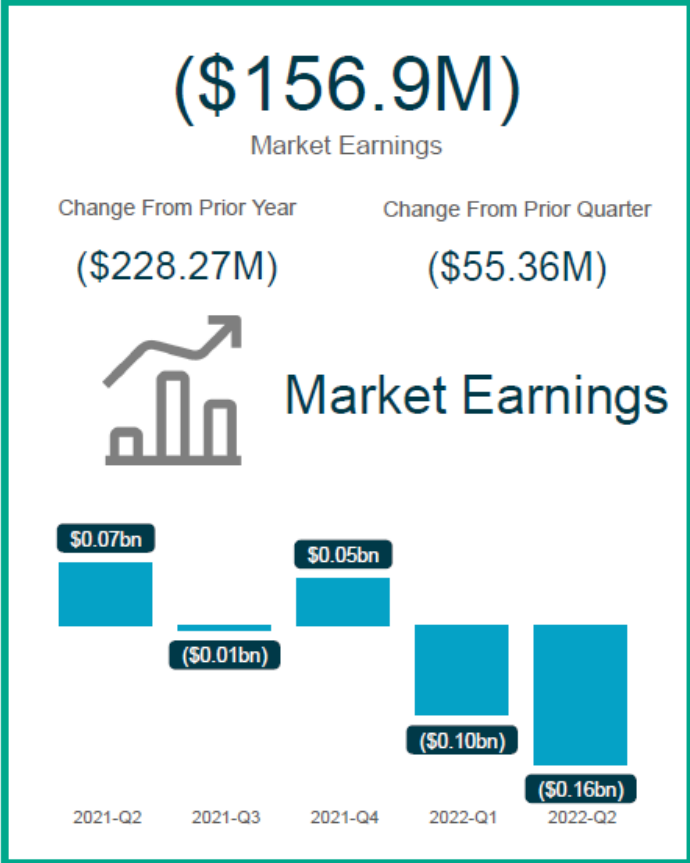 ($156.9M)
Market Earnings
Change From Prior Year
Change From Prior Quarter
($228.27M)
($55.36M)
Market Earnings
$0.07bn
($0.01bn)
$0.05bn
($0.10bn)
($0.16bn)
2021-Q2
2021-Q3
2021-Q4
2022-Q1
2022-Q2